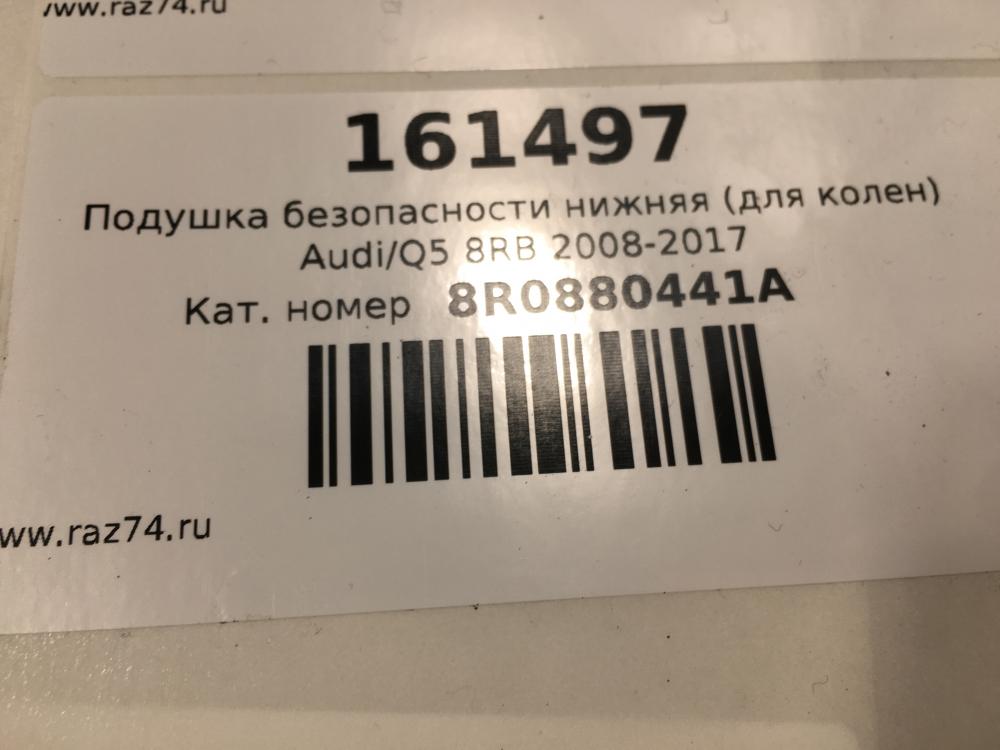 www.raz74.ru
161497
Подушка безопасности нижняя (для колен)
Audi/Q5 8RB 2008-2017
Кат. номер 8R0880441A
www.raz74.ru